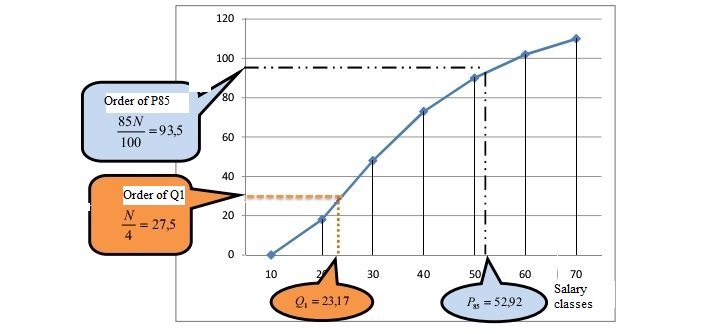 120
100
80
60
40
20
0
Order of P85
85N
100
=93,5
Order of Q1
N
4
= 27,5
10 20 30 40 50 60 70
Salary
classes
Q₁ = 23,17
P₈₅ = 52,92